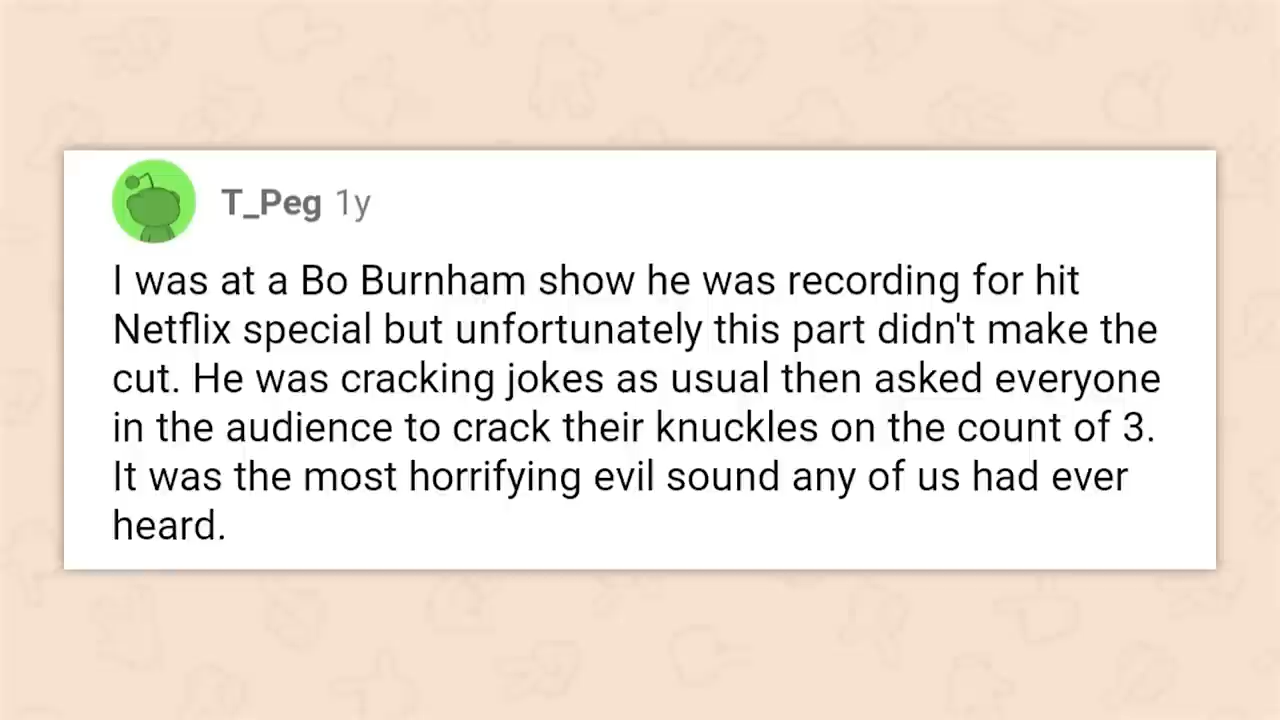 T_Peg 1y
I was at a Bo Burnham show he was recording for hit
Netflix special but unfortunately this part didn't make the
cut. He was cracking jokes as usual then asked everyone
in the audience to crack their knuckles on the count of 3.
It was the most horrifying evil sound any of us had ever
heard.